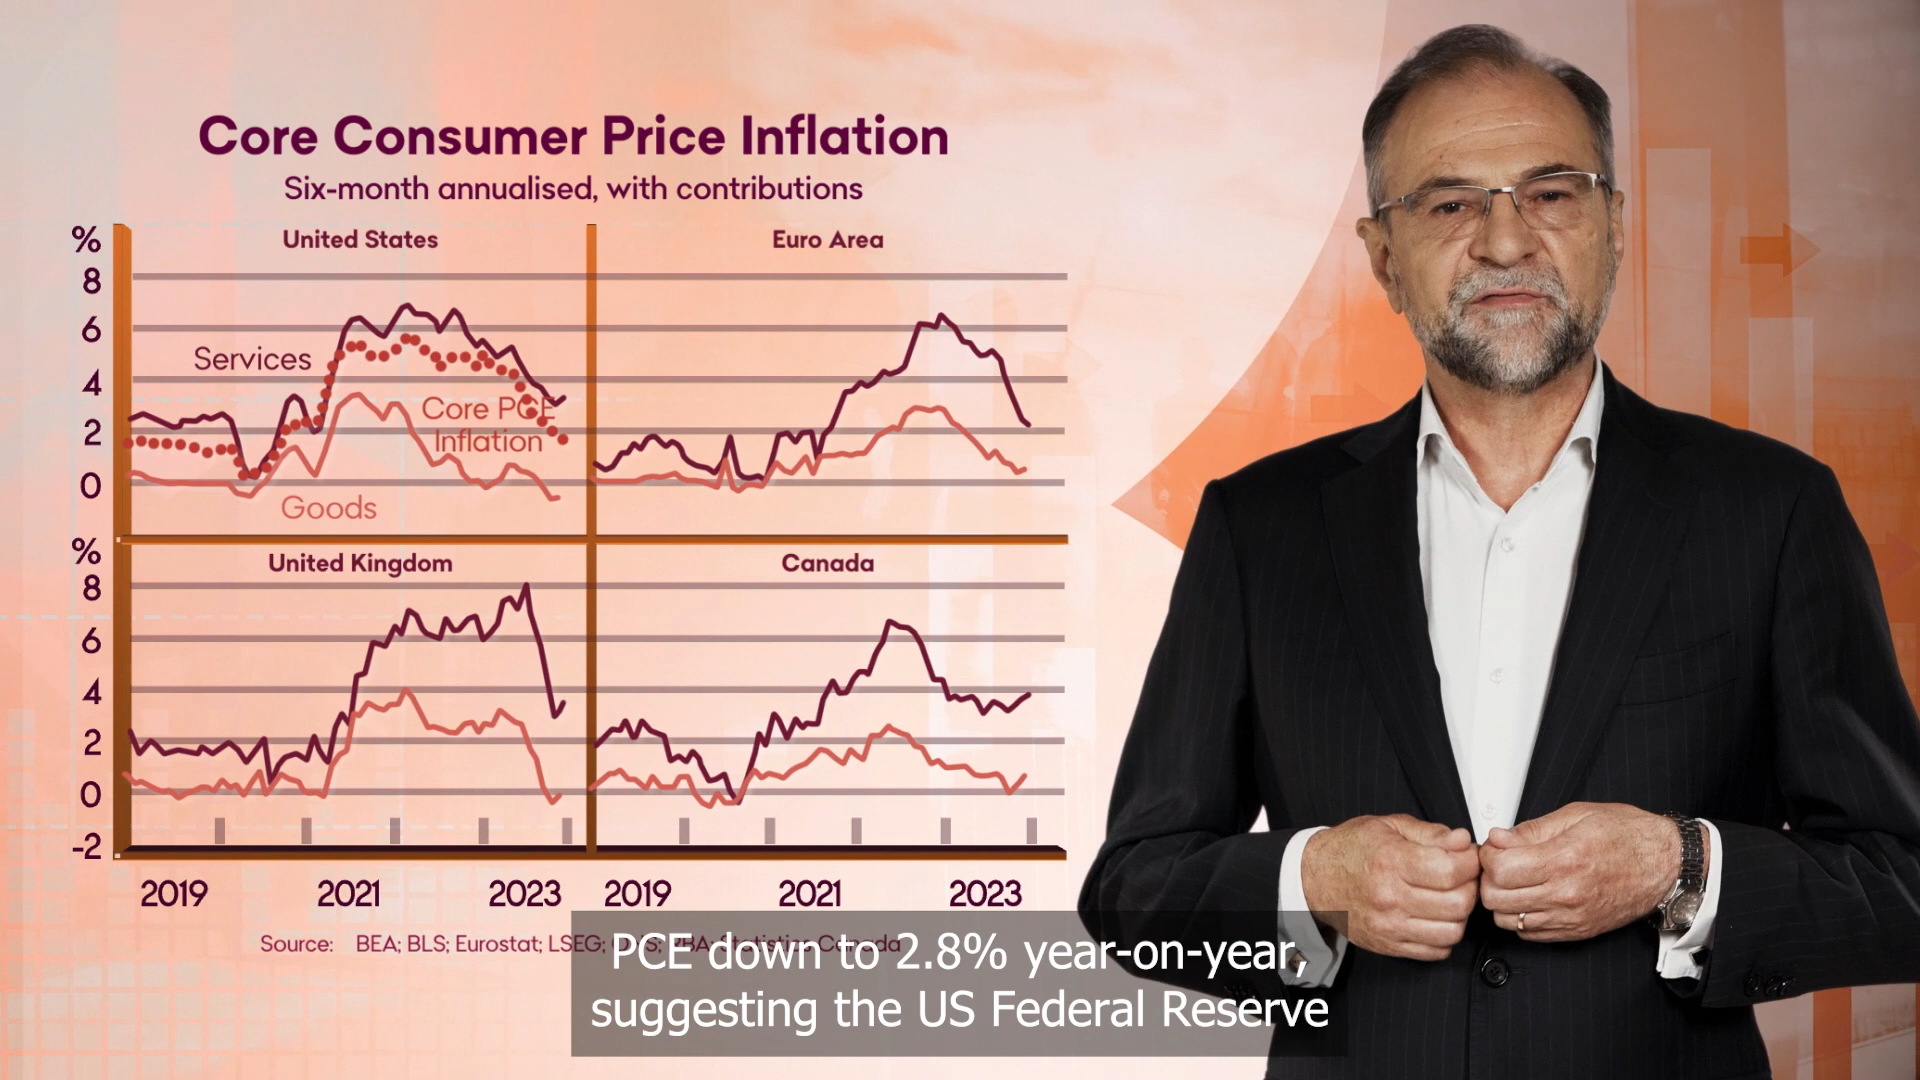 Core Consumer Price Inflation
Six-month annualised, with contributions
%
United States
Euro Area
8
6
Services
4
Core PCE
Inflation
2
0
Goods
%
United Kingdom
Canada
8
6
4
2
0
-2
2019
2021
2023
2019
2021
2023
Source: BEA; BLS; Eurostat; LSEG; Canada
PCE down to 2.8% year-on-year,
suggesting the US Federal Reserve